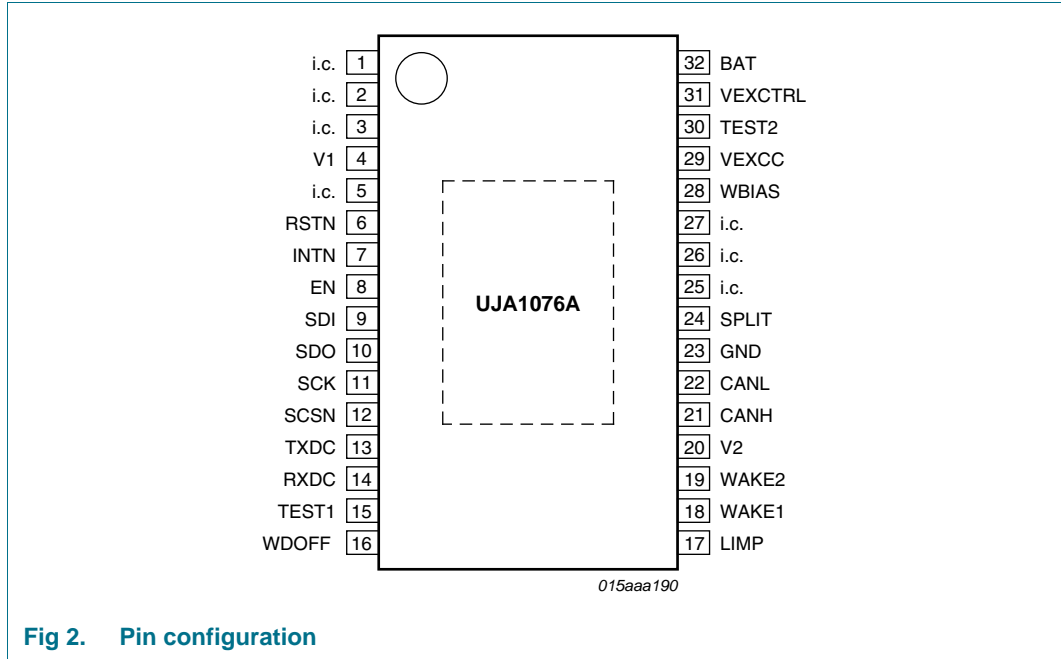 i.c. 1 32 BAT
i.c. 2 31 VEXCTRL
i.c. 3 30 TEST2
V1 4 29 VEXCC
i.c. 5 28 WBIAS
RSTN 6 27 i.c.
INTN 7 26 i.c.
EN 8 25 i.c.
UJA1076A
SDI 9 24 SPLIT
SDO 10 23 GND
SCK 11 22 CANL
SCSN 12 21 CANH
TXDC 13 20 V2
RXDC 14 19 WAKE2
TEST1 15 18 WAKE1
WDOFF 16 17 LIMP
015aaa190
Fig 2. Pin configuration